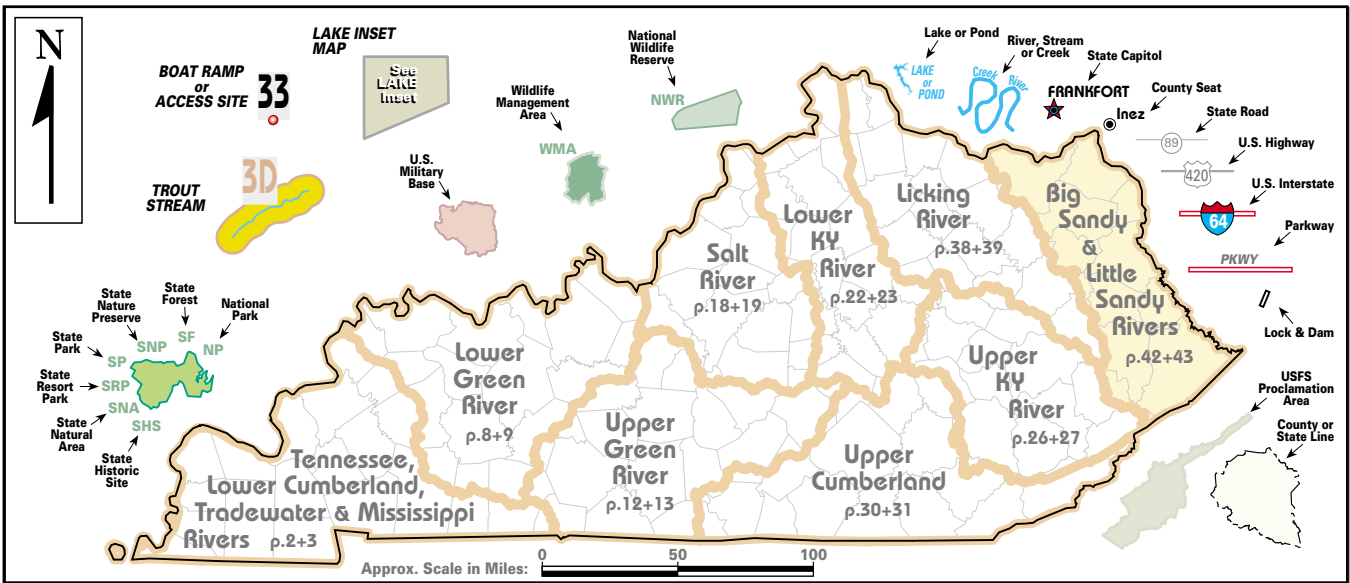 N
BOAT RAMP
or
ACCESS SITE
33
LAKE INSET
MAP
See
LAKE
Inset
National
Wildlife
Reserve
NWR
Wildlife
Management
Area
WMA
U.S.
Military
Base
TROUT
STREAM
3D
Lake or Pond
LAKE
or
POND
River, Stream
or Creek
Creek
River
State Capitol
FRANKFORT
County Seat
Inez
State Road
89
U.S. Highway
420
U.S. Interstate
64
Parkway
PKWY
Lock & Dam
USFS
Proclamation
Area
County or
State Line
State
Forest
SF
State
Nature
Preserve
SNP
National
Park
NP
State
Park
SP
State
Resort
Park
SRP
State
Natural
Area
SNA
State
Historic
Site
SHS
Big
Sandy
&
Little
Sandy
Rivers
p.42+43
Licking
River
p.38+39
Lower
KY
River
p.22+23
Salt
River
p.18+19
Upper
KY
River
p.26+27
Lower
Green
River
p.8+9
Upper
Green
River
p.12+13
Upper
Cumberland
p.30+31
Tennessee,
Lower Cumberland,
Tradewater & Mississippi
Rivers p.2+3
Approx. Scale in Miles:
0 50 100